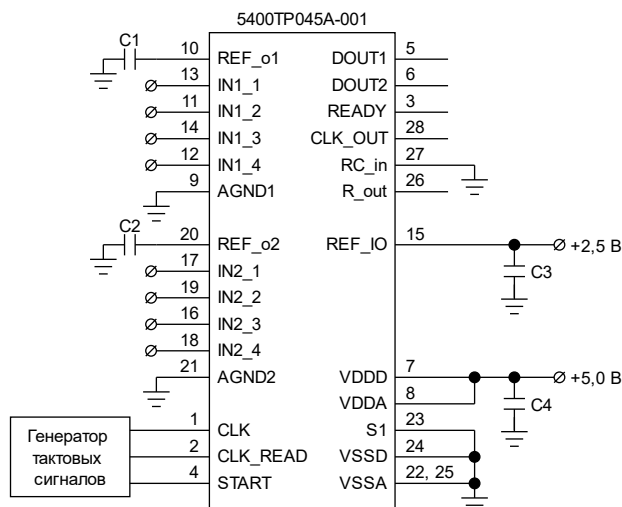 5400ТР045А-001
C1 10 REF_o1 DOUT1 5
13 IN1_1 DOUT2 6
11 IN1_2 READY 3
14 IN1_3 CLK_OUT 28
12 IN1_4 RC_in 27
9 AGND1 R_out 26
C2 20 REF_o2 REF_IO 15 +2,5 В
17 IN2_1 C3
19 IN2_2
16 IN2_3
18 IN2_4
21 AGND2 VDDD 7 +5,0 В
VDDA 8 C4
1 CLK S1 23
2 CLK_READ VSSD 24
4 START VSSA 22, 25
Генератор
тактовых
сигналов